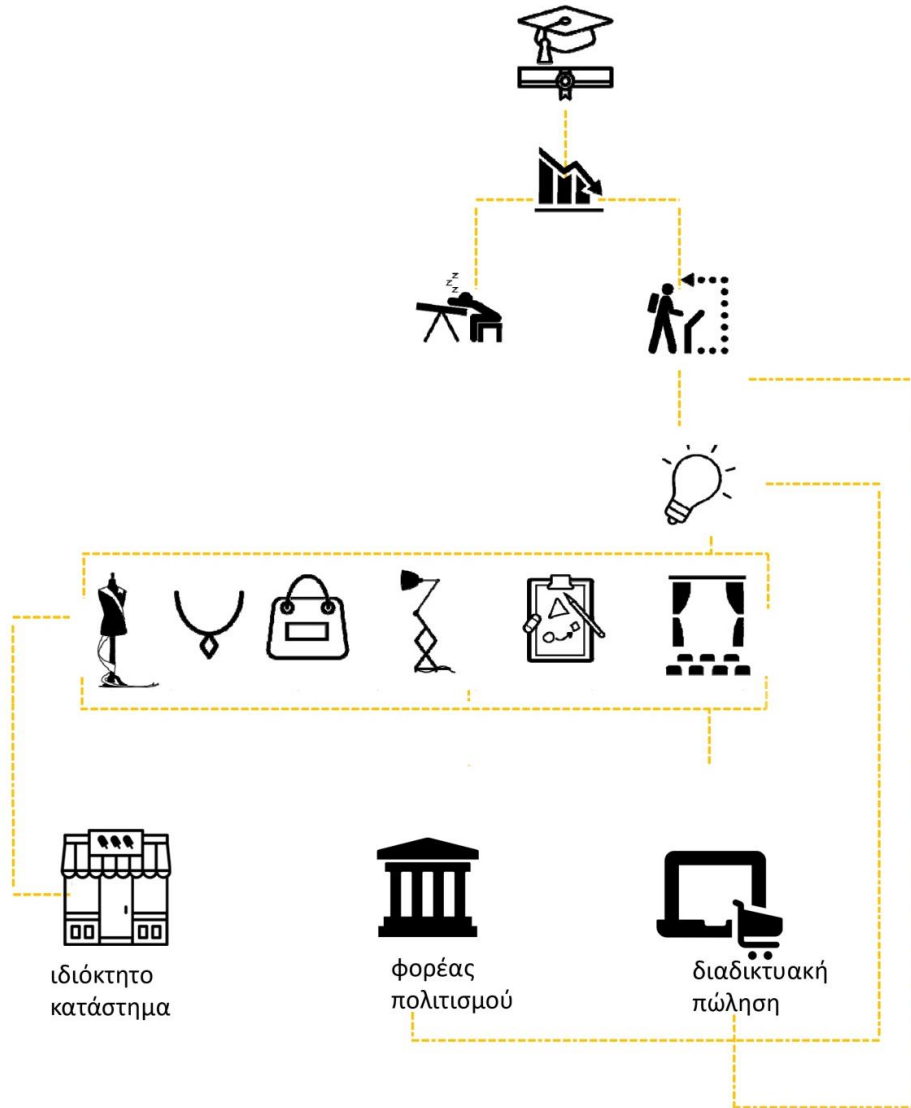 z
z
z
ιδιόκτητο
κατάστημα
φορέας
πολιτισμού
διαδικτυακή
πώληση